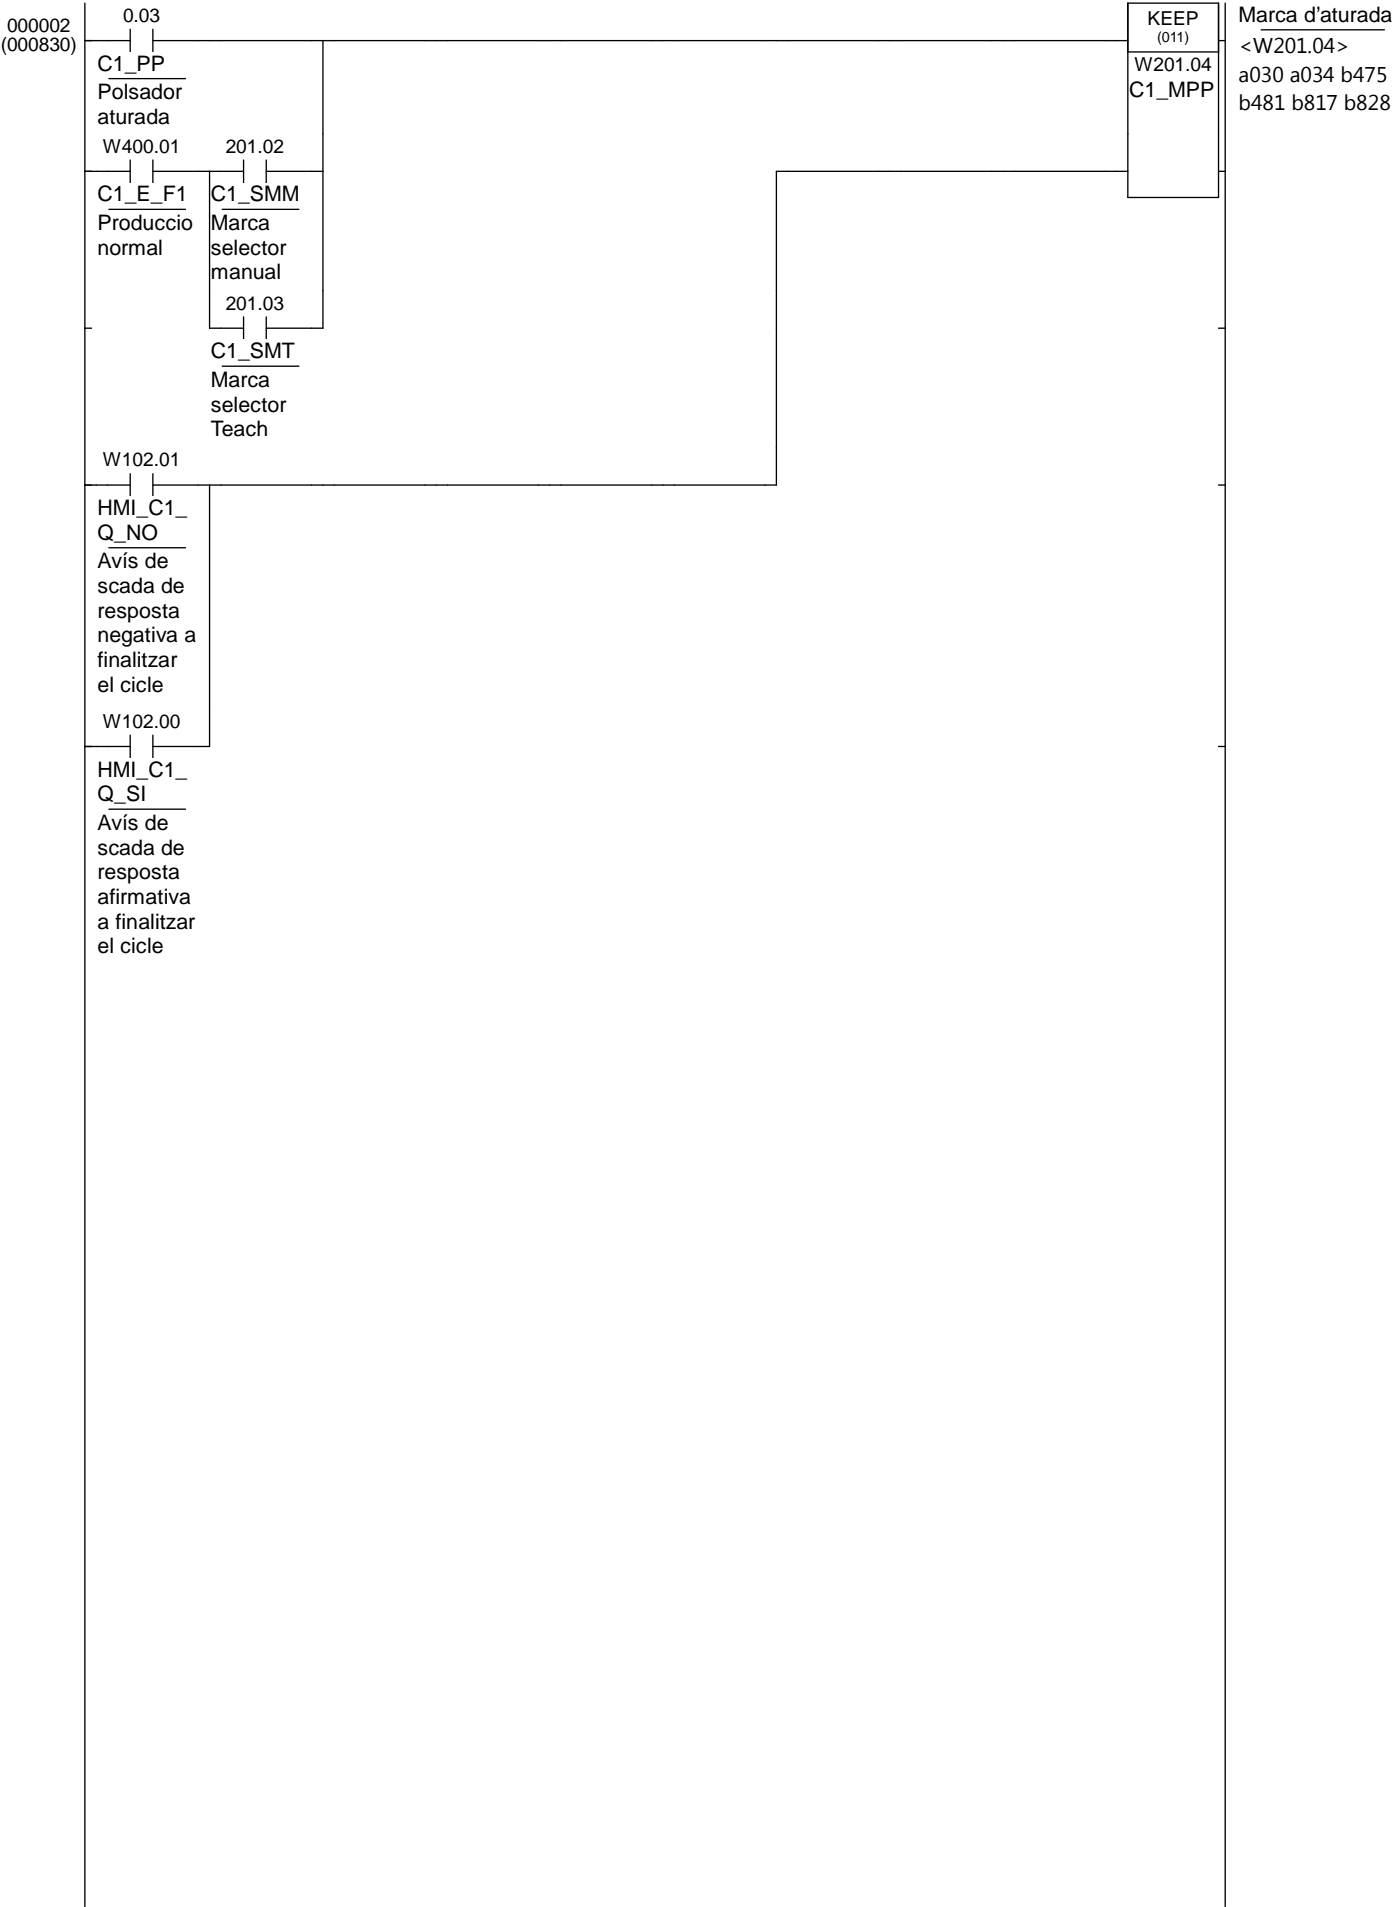 000002
(000830)
0.03
C1_PP
Polsador
aturada
KEEP
(011)
W201.04
C1_MPP
Marca d'aturada
<W201.04>
a030 a034 b475
b481 b817 b828
W400.01
C1_E_F1
Produccio
normal
201.02
C1_SMM
Marca
selector
manual
201.03
C1_SMT
Marca
selector
Teach
W102.01
HMI_C1_
Q_NO
Avís de
scada de
resposta
negativa a
finalitzar
el cicle
W102.00
HMI_C1_
Q_SI
Avís de
scada de
resposta
afirmativa
a finalitzar
el cicle